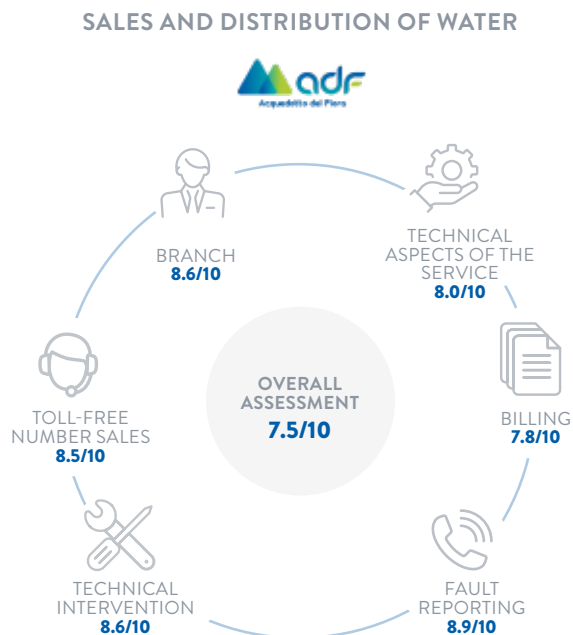 SALES AND DISTRIBUTION OF WATER
adf
Acquedotto del Fiora
BRANCH
8.6/10
TECHNICAL
ASPECTS OF THE
SERVICE
8.0/10
OVERALL
ASSESSMENT
7.5/10
TOLL-FREE
NUMBER SALES
8.5/10
BILLING
7.8/10
TECHNICAL
INTERVENTION
8.6/10
FAULT
REPORTING
8.9/10